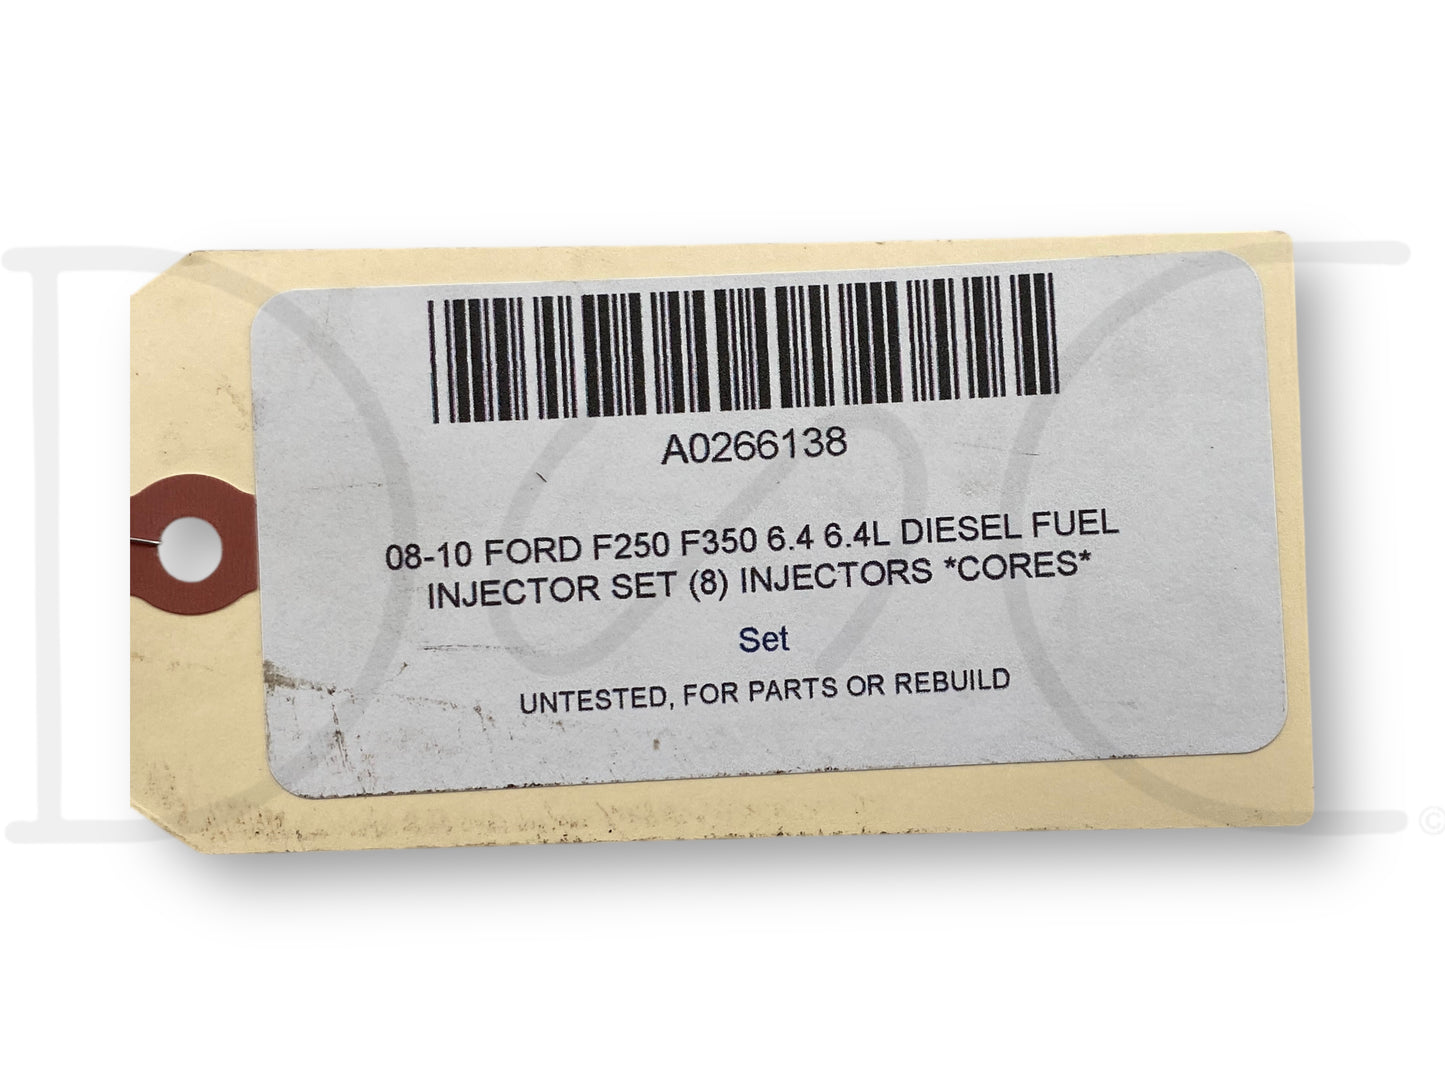 A0266138
08-10 FORD F250 F350 6.4 6.4L DIESEL FUEL
INJECTOR SET (8) INJECTORS *CORES*
Set
UNTESTED, FOR PARTS OR REBUILD
©